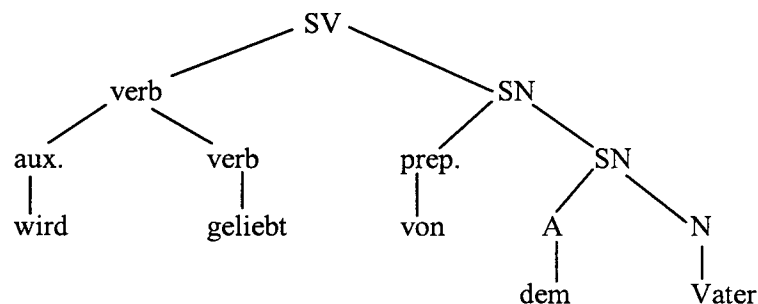 SV
verb SN
aux. verb prep. SN
wird geliebt von A N
dem Vater